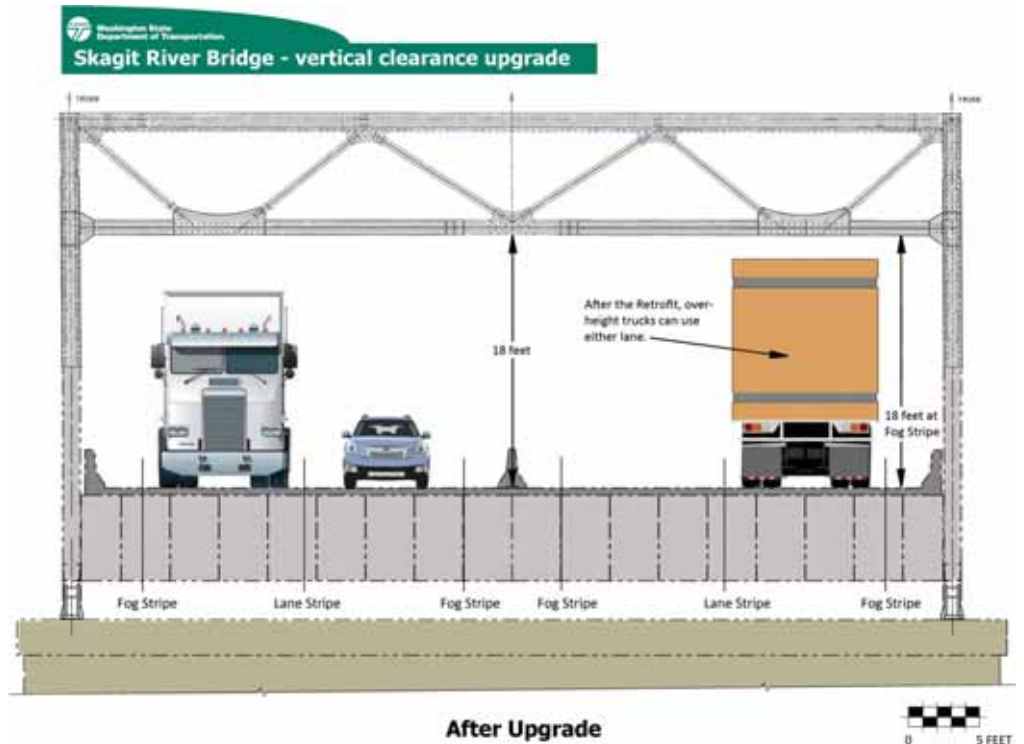 Washington State
Department of Transportation
Skagit River Bridge - vertical clearance upgrade
TRUSS
TRUSS
After the Retrofit, over-
height trucks can use
either lane.
18 feet
18 feet at
Fog Stripe
Fog Stripe
Lane Stripe
Fog Stripe
Fog Stripe
Lane Stripe
Fog Stripe
After Upgrade
0
5 FEET